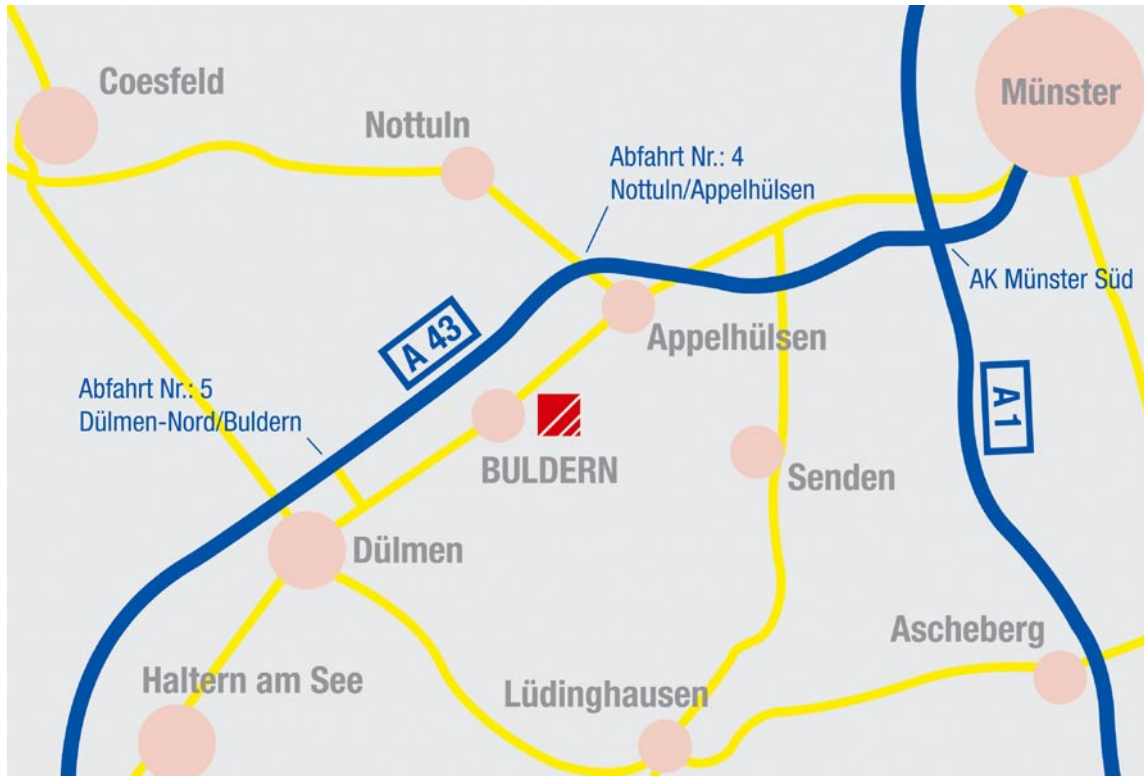 Coesfeld
Münster
Nottuln
Abfahrt Nr.: 4
Nottuln/Appelhülsen
AK Münster Süd
A 43
Appelhülsen
Abfahrt Nr.: 5
Dülmen-Nord/Buldern
A 1
BULDERN
Senden
Dülmen
Ascheberg
Haltern am See
Lüdinghausen